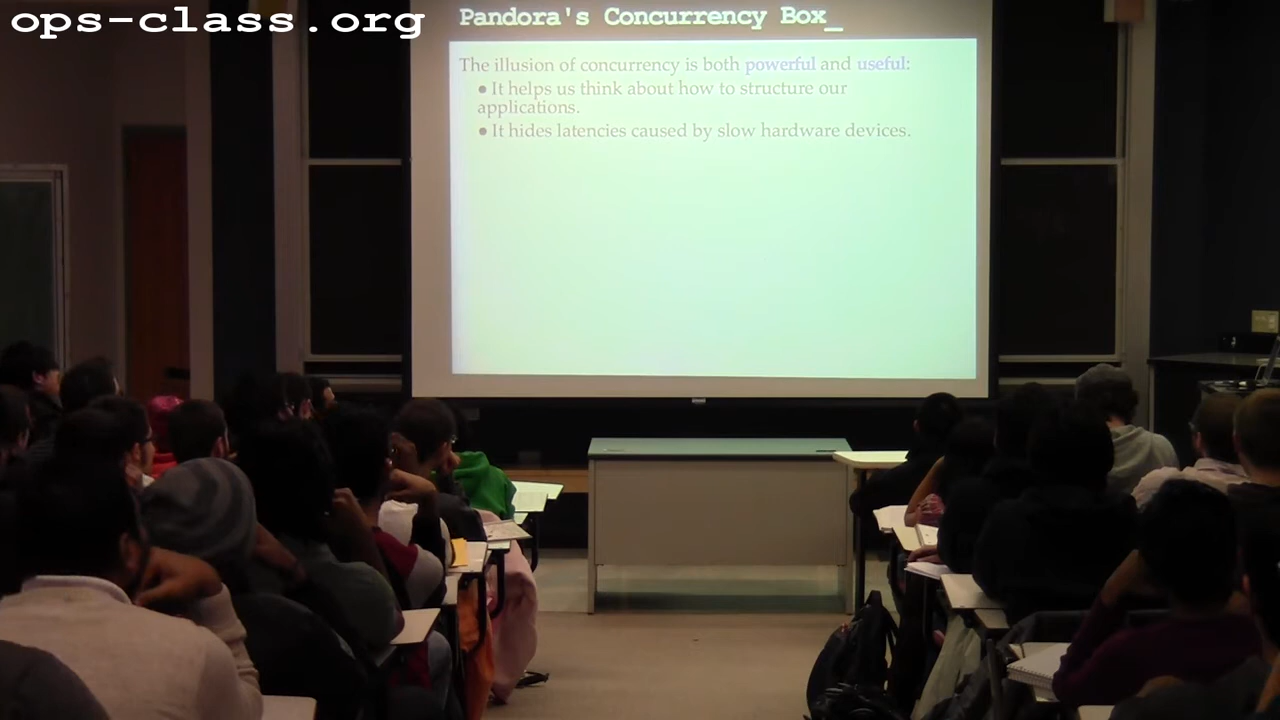 ops-class.org
Pandora's Concurrency Box_
The illusion of concurrency is both powerful and useful:
● It helps us think about how to structure our
applications.
● It hides latencies caused by slow hardware devices.